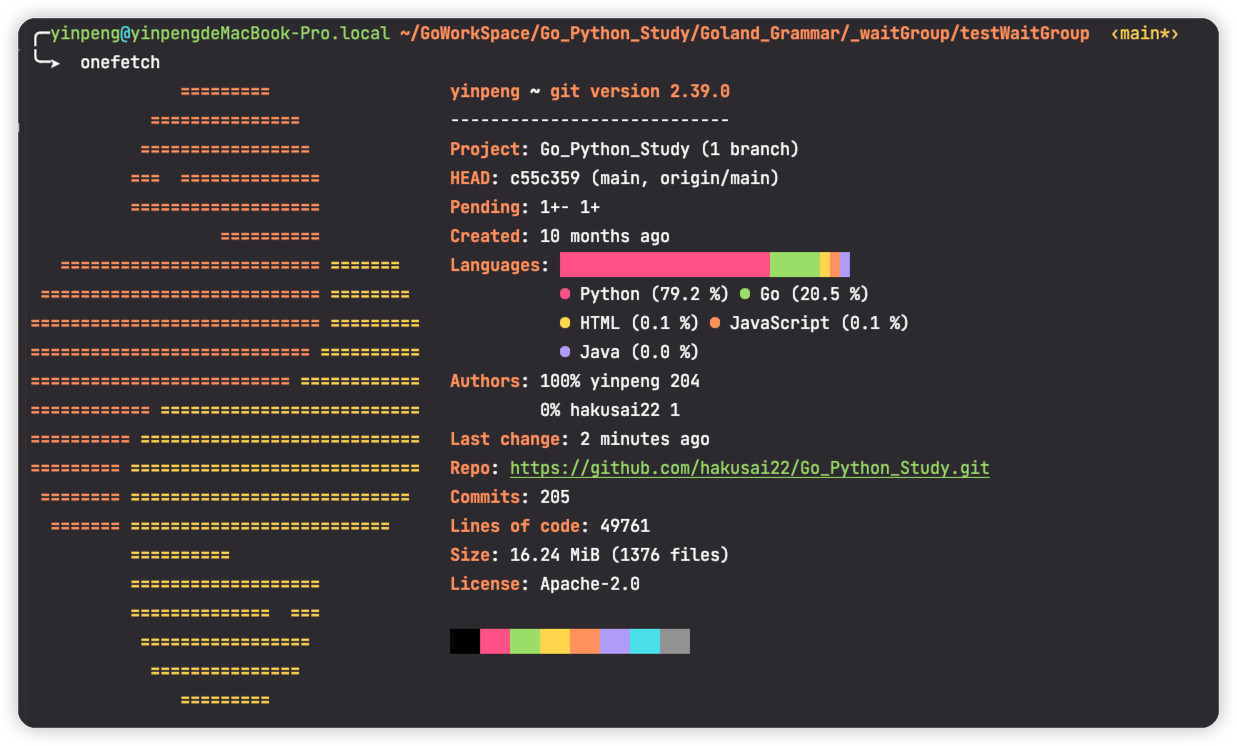 yinpeng@yinpengdeMacBook-Pro.local ~/GoWorkSpace/Go_Python_Study/Goland_Grammar/_waitGroup/testWaitGroup ‹main*›
onefetch
========= yinpeng ~ git version 2.39.0
=============== ----------------------------
================= Project: Go_Python_Study (1 branch)
=== ============== HEAD: c55c359 (main, origin/main)
=================== Pending: 1+- 1+
========== Created: 10 months ago
========================== ======= Languages:
============================ ======== ● Python (79.2 %) ● Go (20.5 %)
============================= ========= ● HTML (0.1 %) ● JavaScript (0.1 %)
============================ ========== ● Java (0.0 %)
========================== ============ Authors: 100% yinpeng 204
============ ========================== 0% hakusai22 1
========== ============================ Last change: 2 minutes ago
========= ============================= Repo: https://github.com/hakusai22/Go_Python_Study.git
======== ============================ Commits: 205
======= ========================== Lines of code: 49761
========== Size: 16.24 MiB (1376 files)
=================== License: Apache-2.0
============== ===
=================
===============
=========